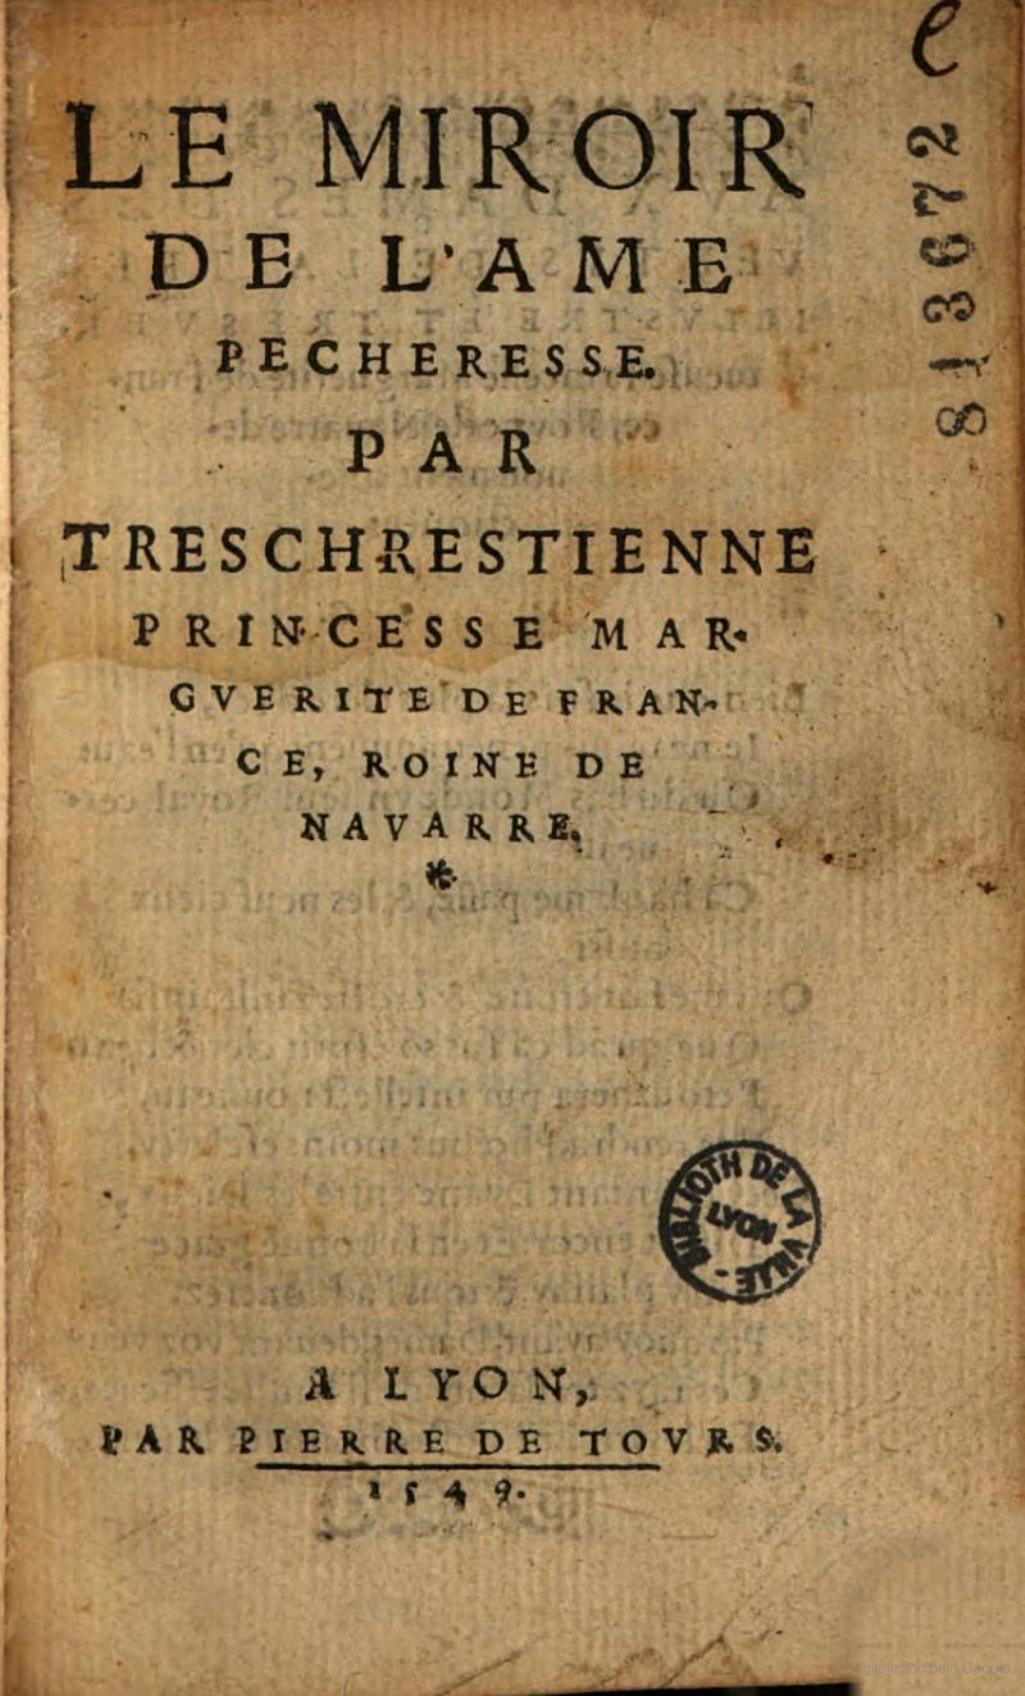 LE MIROIR
DE L'AME
PECHERESSE.
PAR
TRESCHRESTIENNE
PRINCESSE MAR-
GVERITE DE FRAN-
CE, ROINE DE
NAVARRE.
*
A LYON,
PAR PIERRE DE TOVRS.
1549.
813672
BIBLIOTH DE LA VILLE -
LYON